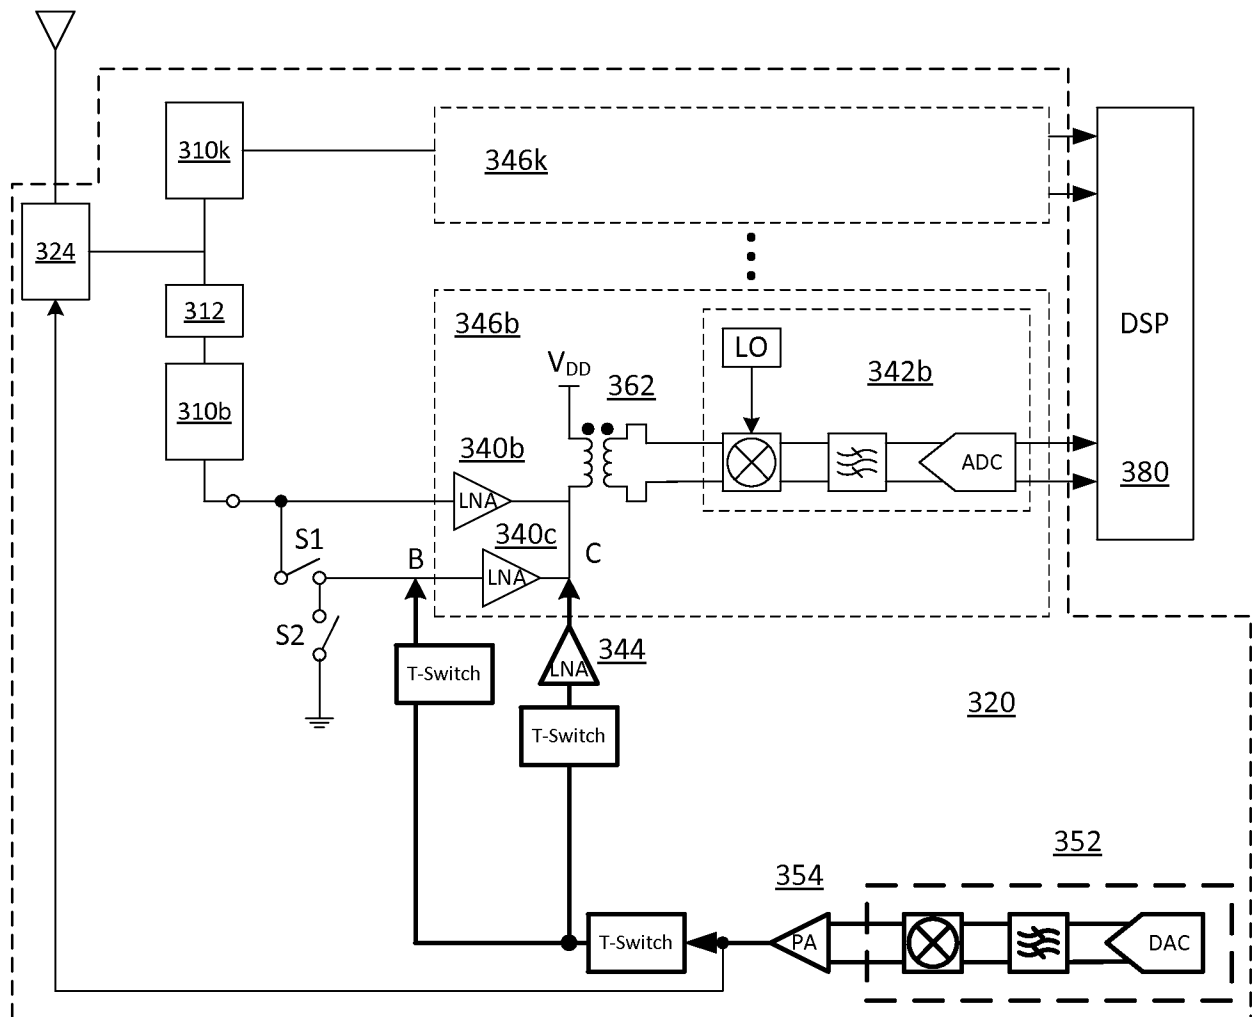 310k
346k
324
312
346b
DSP
LO
VDD
362
342b
310b
340b
ADC
380
LNA
S1
B
340c
C
LNA
S2
344
T-Switch
LNA
T-Switch
320
352
354
T-Switch
PA
DAC